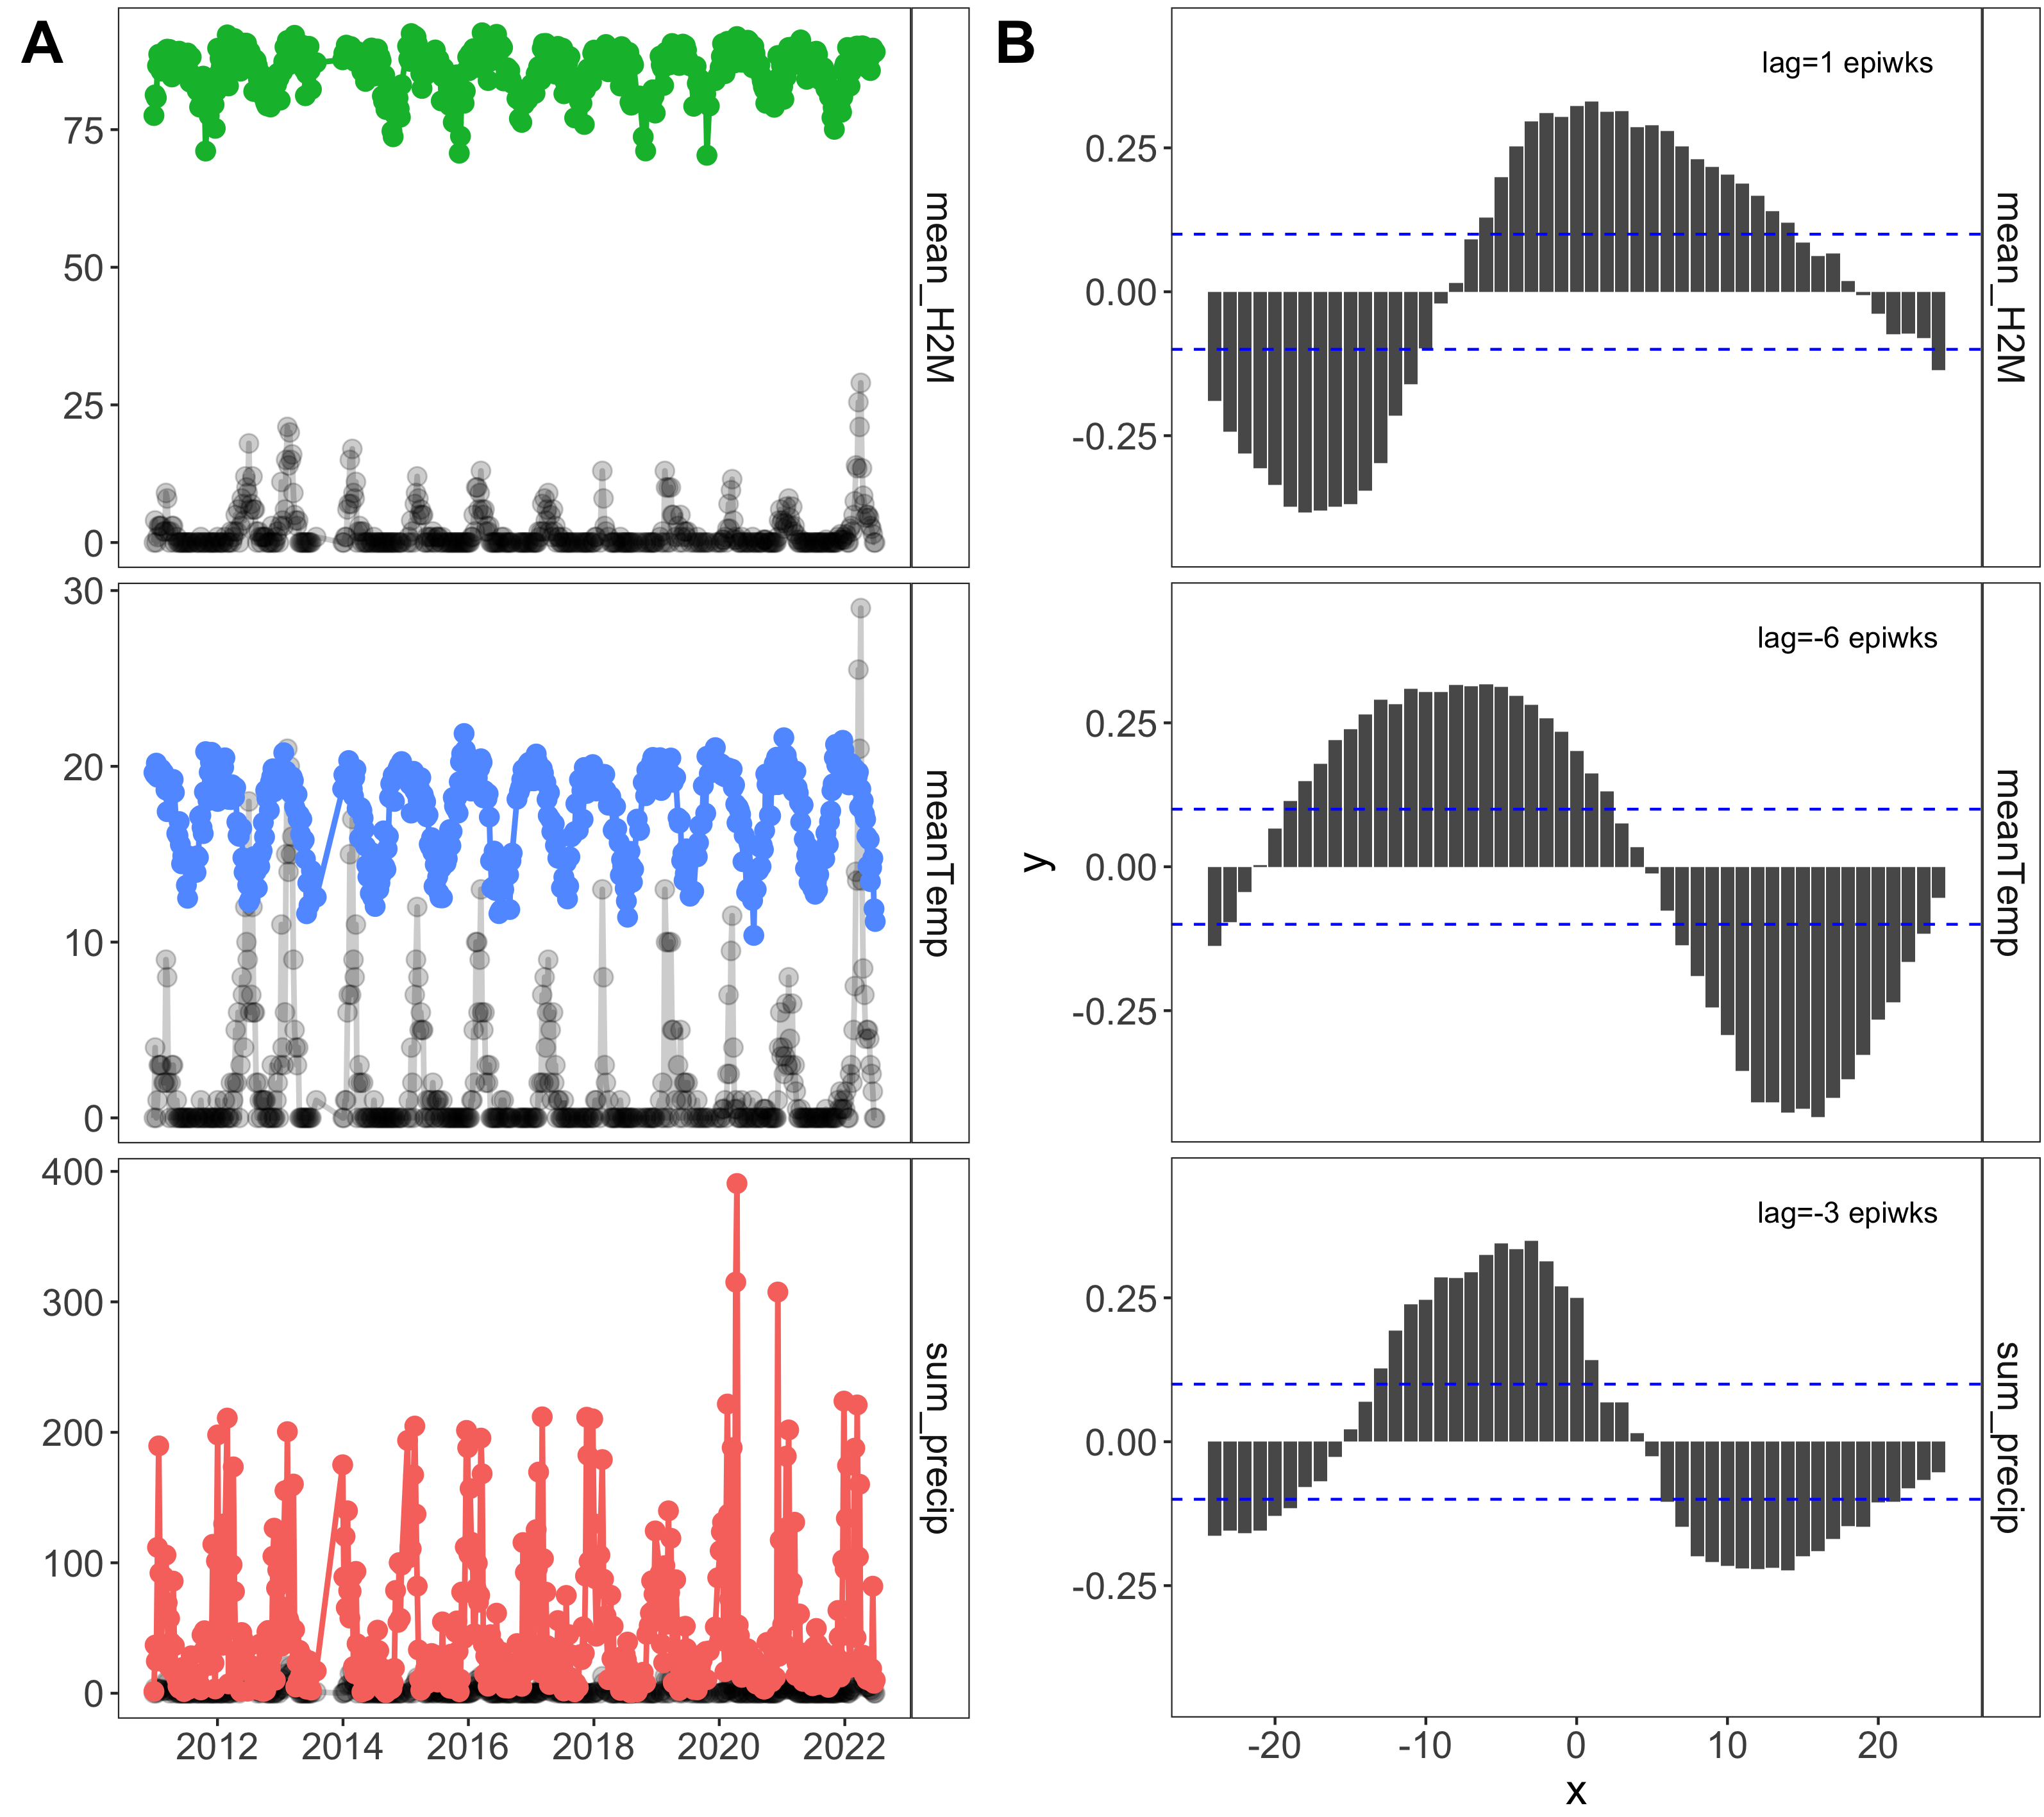 A
75
50
25
0
mean_H2M
30
20
10
0
meanTemp
400
300
200
100
0
sum_precip
2012 2014 2016 2018 2020 2022
B
y
lag=1 epiwks
0.25
0.00
-0.25
mean_H2M
lag=-6 epiwks
0.25
0.00
-0.25
meanTemp
lag=-3 epiwks
0.25
0.00
-0.25
sum_precip
-20 -10 0 10 20
x